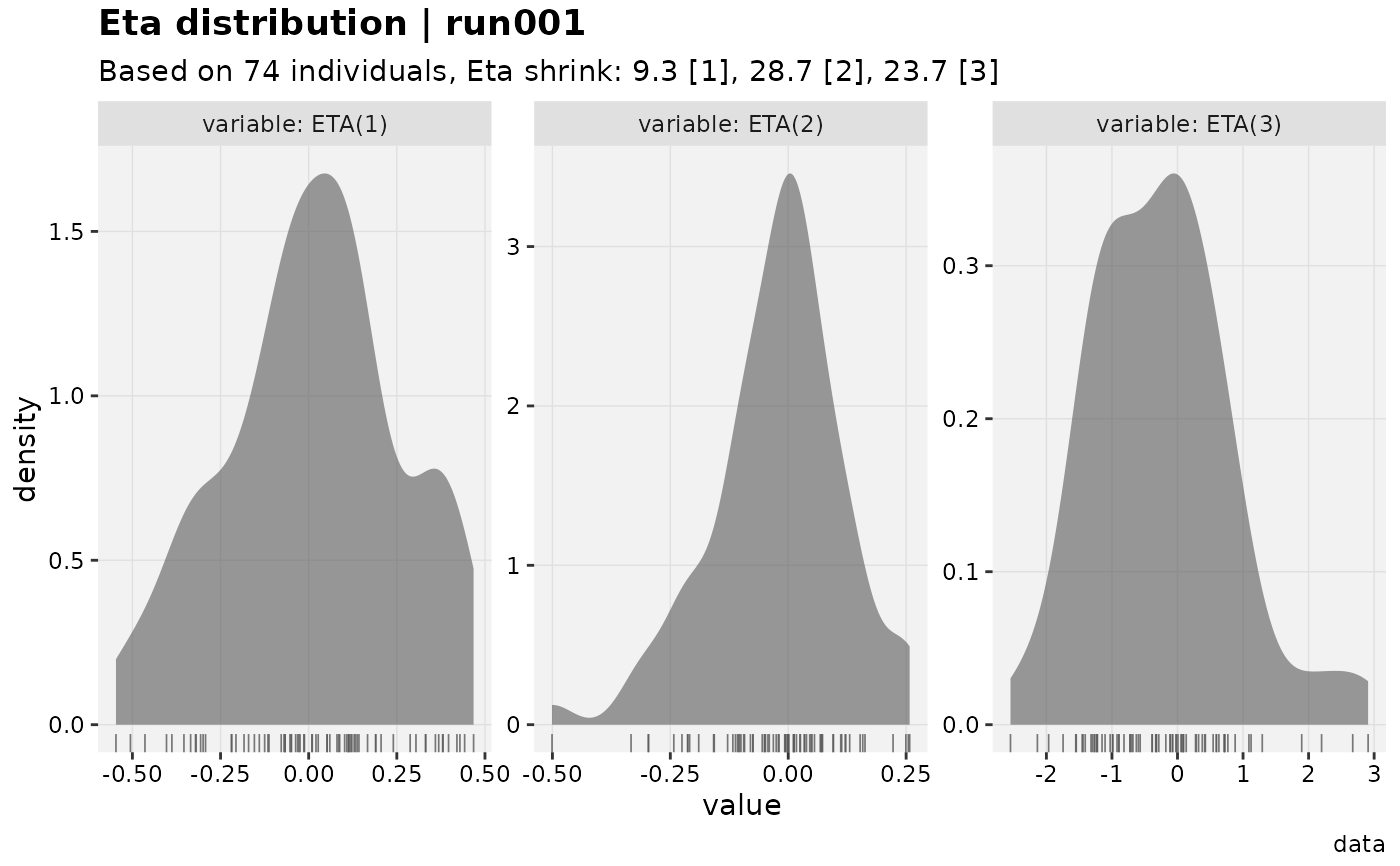 Eta distribution | run001
Based on 74 individuals, Eta shrink: 9.3 [1], 28.7 [2], 23.7 [3]
variable: ETA(1)
variable: ETA(2)
variable: ETA(3)
density
1.5
1.0
0.5
0.0
3
2
1
0
0.3
0.2
0.1
0.0
-0.50 -0.25 0.00 0.25 0.50
-0.50 -0.25 0.00 0.25
-2 -1 0 1 2 3
value
data